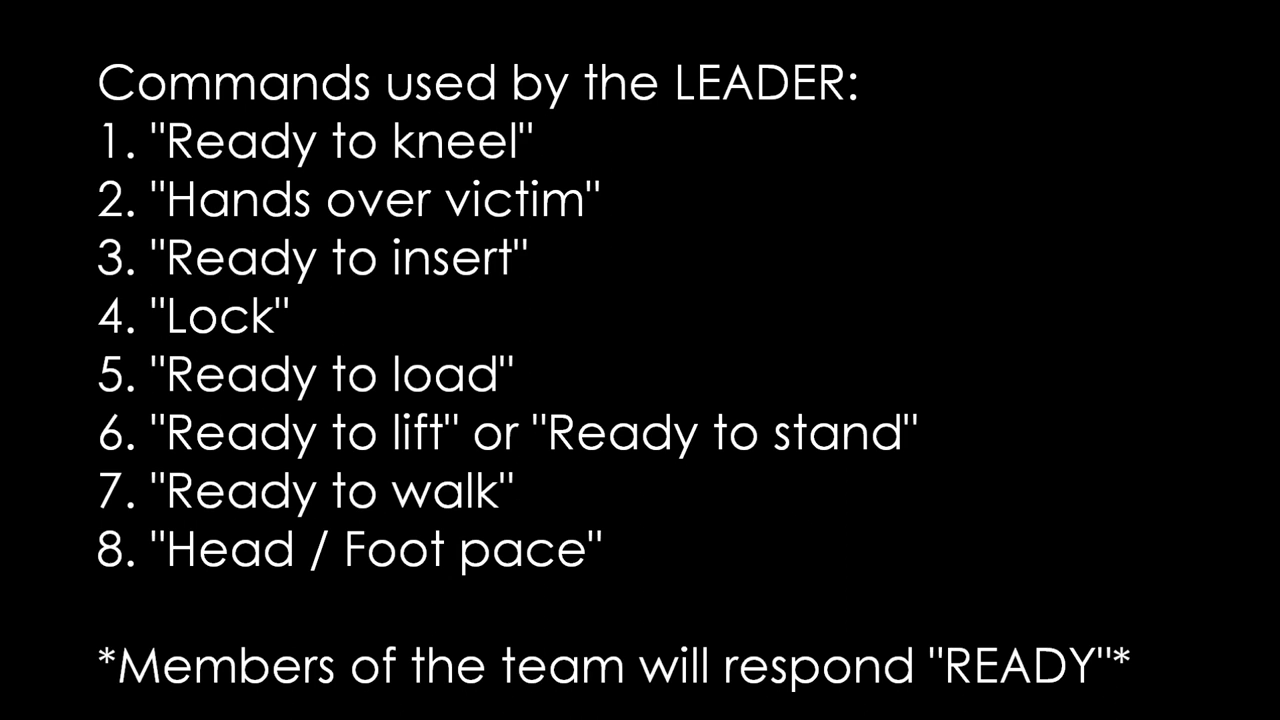 Commands used by the LEADER:
1. "Ready to kneel"
2. "Hands over victim"
3. "Ready to insert"
4. "Lock"
5. "Ready to load"
6. "Ready to lift" or "Ready to stand"
7. "Ready to walk"
8. "Head / Foot pace"
*Members of the team will respond "READY"*